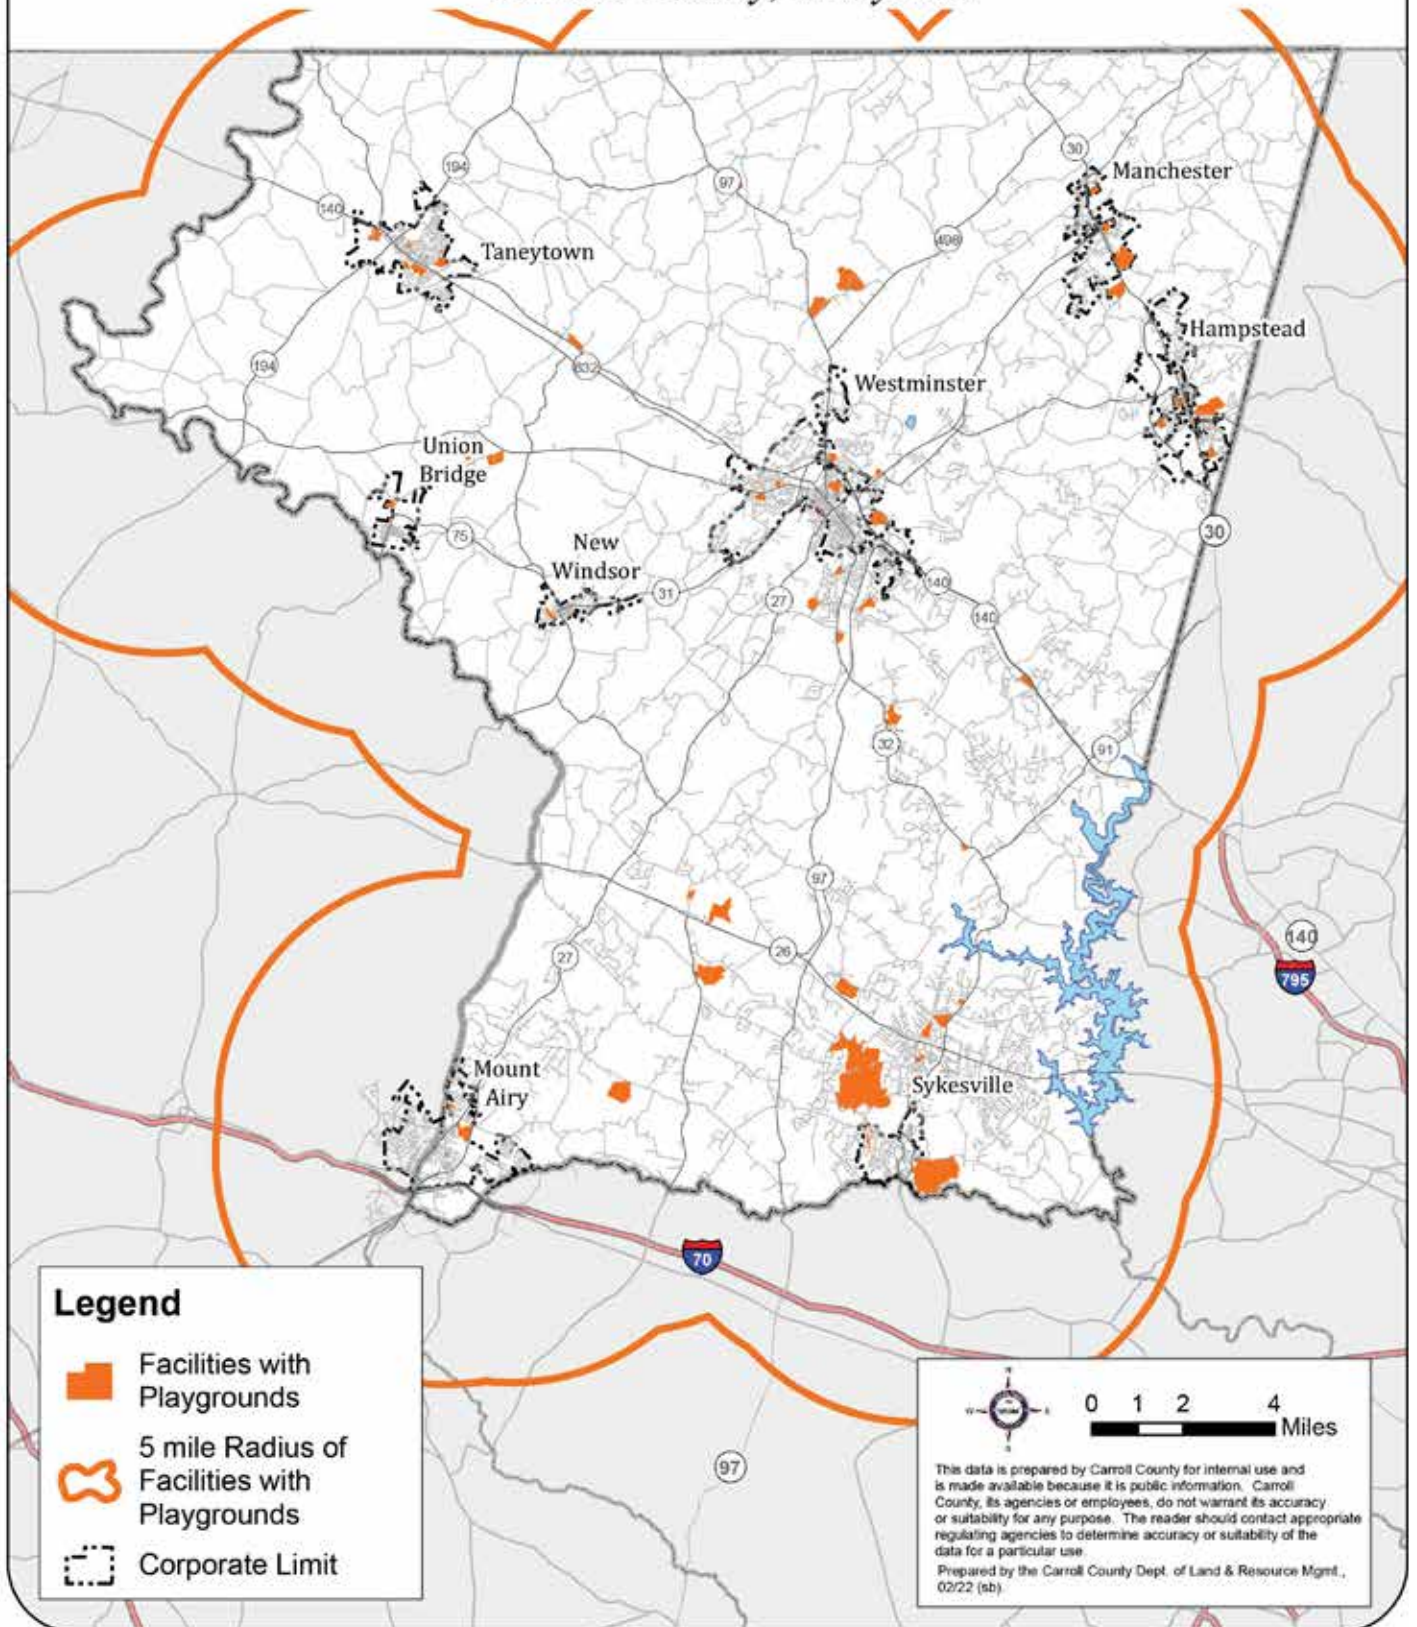 30
Manchester
194
97
140
498
Taneytown
Hampstead
194
832
Westminster
Union
Bridge
75
30
New
Windsor
31
27
140
140
32
91
97
26
27
140
795
Mount
Airy
Sykesville
70
97
Legend
Facilities with
Playgrounds
5 mile Radius of
Facilities with
Playgrounds
Corporate Limit
N
W
E
S
0 1 2 4
Miles
This data is prepared by Carroll County for internal use and
is made available because it is public information. Carroll
County, its agencies or employees, do not warrant its accuracy
or suitability for any purpose. The reader should contact appropriate
regulating agencies to determine accuracy or suitability of the
data for a particular use.
Prepared by the Carroll County Dept. of Land & Resource Mgmt.,
02/22 (sb)